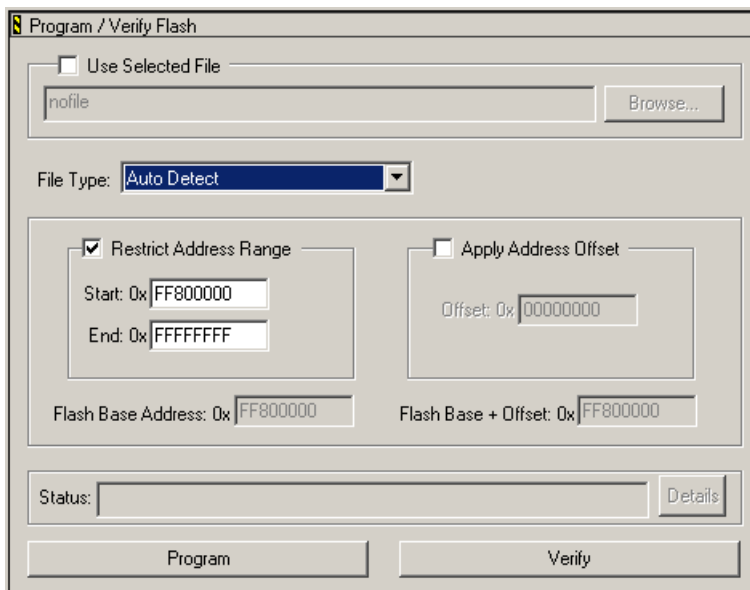 Program / Verify Flash
Use Selected File
nofile
Browse...
File Type: Auto Detect
Restrict Address Range
Start: 0x FF800000
End: 0x FFFFFFFF
Apply Address Offset
Offset: 0x 00000000
Flash Base Address: 0x FF800000
Flash Base + Offset: 0x FF800000
Status:
Details
Program
Verify